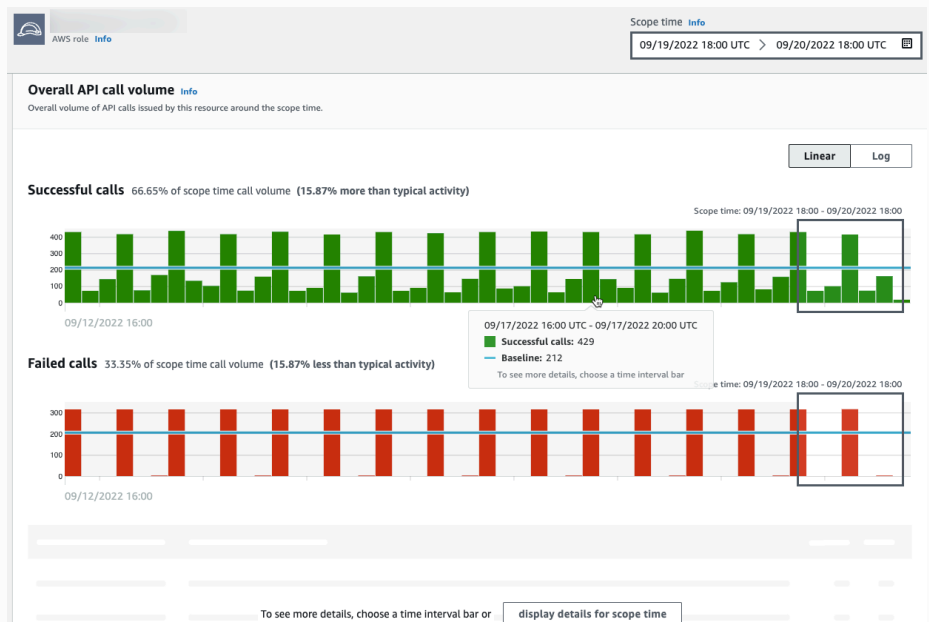 Scope time Info
AWS role Info
09/19/2022 18:00 UTC > 09/20/2022 18:00 UTC
Overall API call volume Info
Overall volume of API calls issued by this resource around the scope time.
Linear Log
Successful calls 66.65% of scope time call volume (15.87% more than typical activity)
Scope time: 09/19/2022 18:00 - 09/20/2022 18:00
400
300
200
100
0
09/12/2022 16:00
09/17/2022 16:00 UTC - 09/17/2022 20:00 UTC
Successful calls: 429
Baseline: 212
To see more details, choose a time interval bar
Failed calls 33.35% of scope time call volume (15.87% less than typical activity)
pe time: 09/19/2022 18:00 - 09/20/2022 18:00
300
200
100
0
09/12/2022 16:00
To see more details, choose a time interval bar or display details for scope time